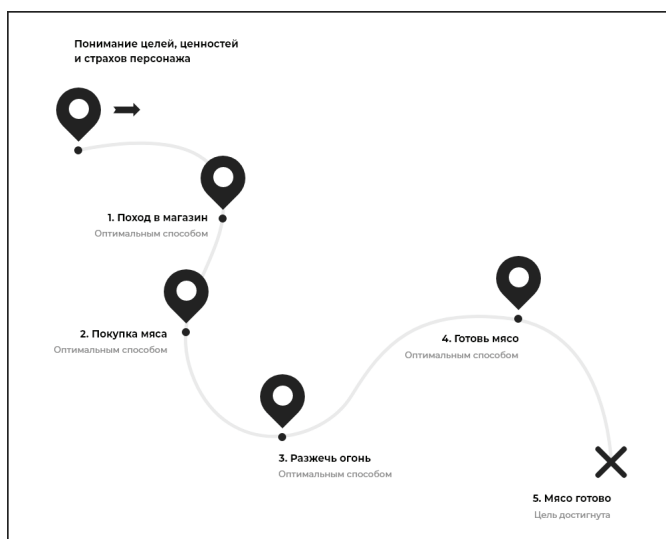 Понимание целей, ценностей
и страхов персонажа
1. Поход в магазин
Оптимальным способом
2. Покупка мяса
Оптимальным способом
3. Разжечь огонь
Оптимальным способом
4. Готовь мясо
Оптимальным способом
5. Мясо готово
Цель достигнута